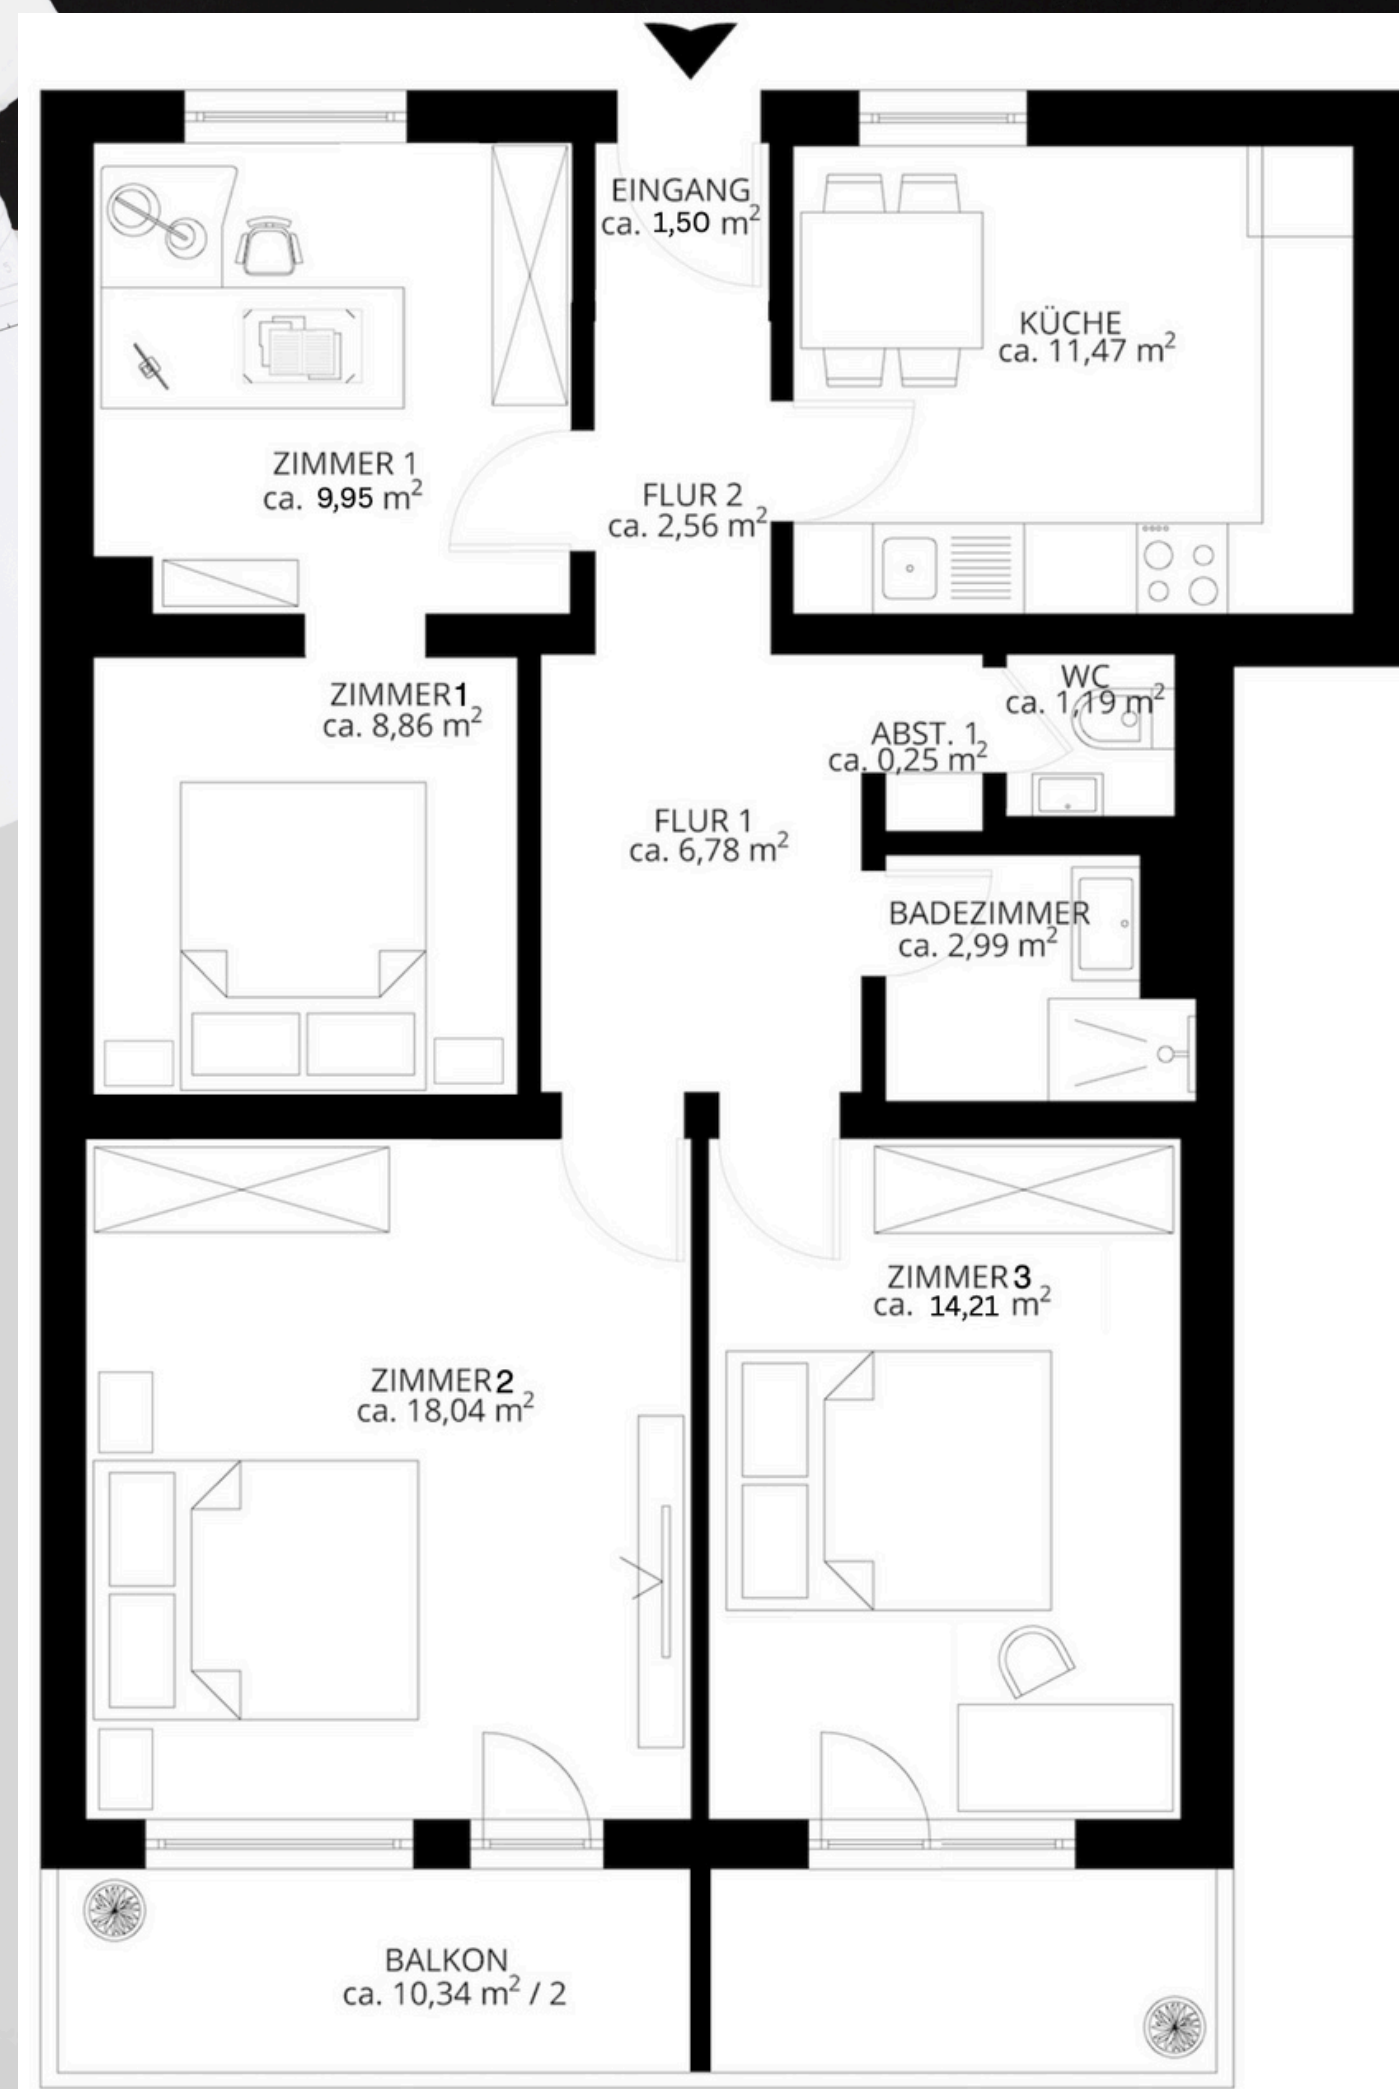 EINGANG
ca. 1,50 m²
KÜCHE
ca. 11,47 m²
ZIMMER 1
ca. 9,95 m²
FLUR 2
ca. 2,56 m²
ZIMMER 1
ca. 8,86 m²
WC
ca. 1,19 m²
ABST. 1
ca. 0,25 m²
FLUR 1
ca. 6,78 m²
BADEZIMMER
ca. 2,99 m²
ZIMMER 3
ca. 14,21 m²
ZIMMER 2
ca. 18,04 m²
BALKON
ca. 10,34 m² / 2